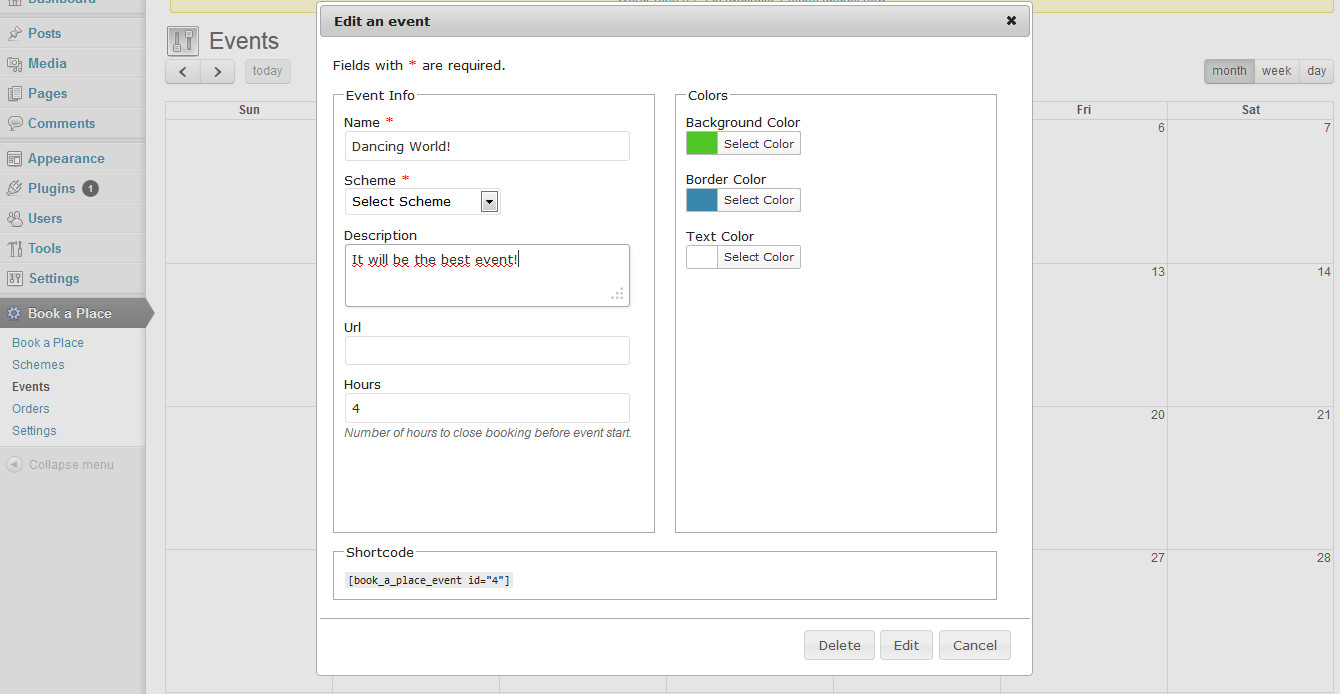 Dashboard
Posts
Media
Pages
Comments
Appearance
Plugins 1
Users
Tools
Settings
Book a Place
Book a Place
Schemes
Events
Orders
Settings
Collapse menu
Events
today
month week day
Sun
Fri
Sat
6
7
13
14
20
21
27
28
Edit an event
Fields with * are required.
Event Info
Name *
Dancing World!
Scheme *
Select Scheme
Description
It will be the best event!
Url
Hours
4
Number of hours to close booking before event start.
Colors
Background Color
Select Color
Border Color
Select Color
Text Color
Select Color
Shortcode
[book_a_place_event id="4"]
Delete
Edit
Cancel